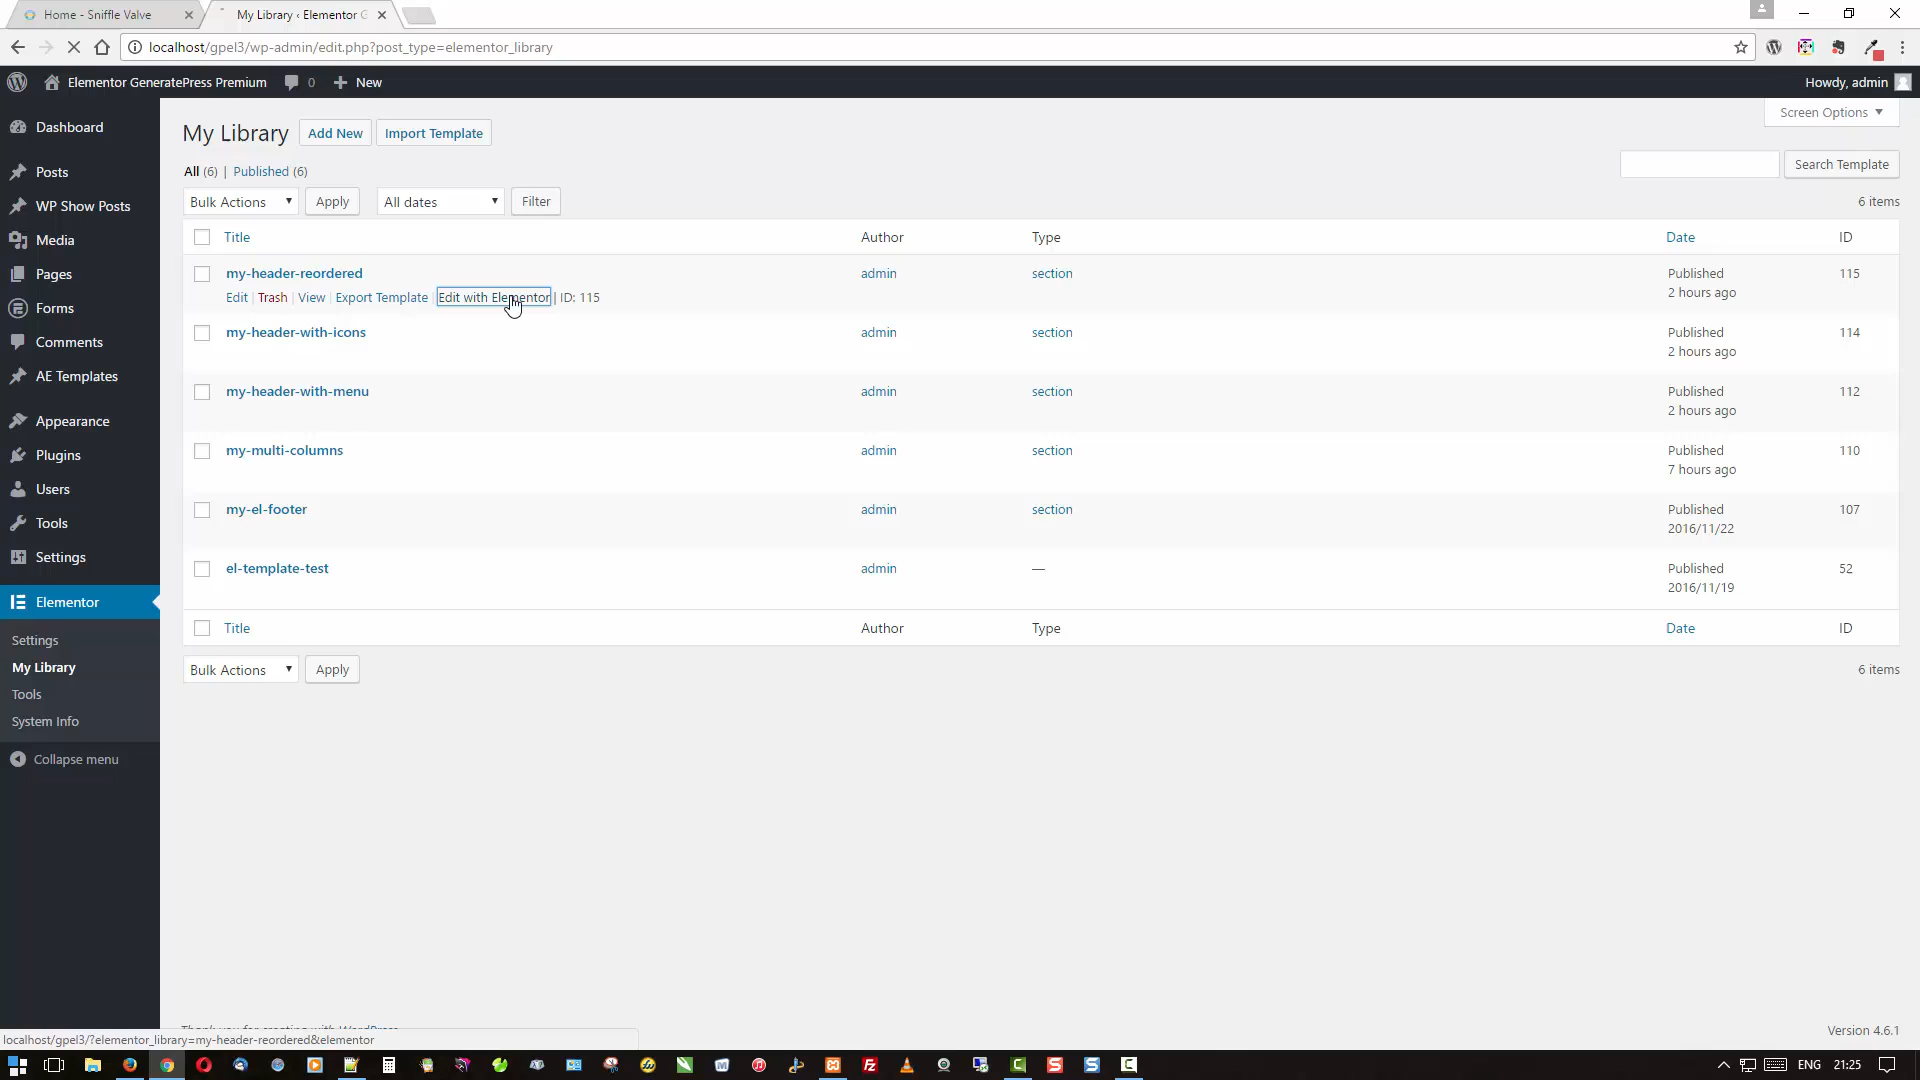 Home - Sniffle Valve
My Library ‹ Elementor G
localhost/gpel3/wp-admin/edit.php?post_type=elementor_library
Elementor GeneratePress Premium 0 New Howdy, admin
Screen Options
My Library Add New Import Template
All (6) | Published (6)
Search Template
Bulk Actions Apply All dates Filter 6 items
Title Author Type Date ID
my-header-reordered admin section Published 115
2 hours ago
Edit | Trash | View | Export Template | Edit with Elementor | ID: 115
my-header-with-icons admin section Published 114
2 hours ago
my-header-with-menu admin section Published 112
2 hours ago
my-multi-columns admin section Published 110
7 hours ago
my-el-footer admin section Published 107
2016/11/22
el-template-test admin — Published 52
2016/11/19
Title Author Type Date ID
Bulk Actions Apply 6 items
Dashboard
Posts
WP Show Posts
Media
Pages
Forms
Comments
AE Templates
Appearance
Plugins
Users
Tools
Settings
Elementor
Settings
My Library
Tools
System Info
Collapse menu
Thank you for creating with WordPress.
Version 4.6.1
localhost/gpel3/?elementor_library=my-header-reordered&elementor
ENG 21:25